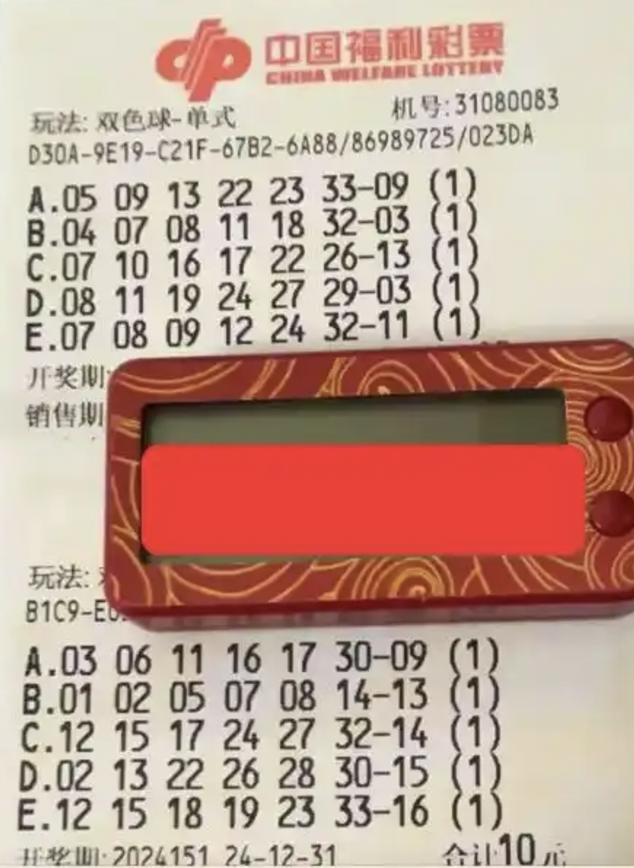 中国福利彩票
CHINA WELFARE LOTTERY
玩法: 双色球-单式 机号:31080083
D30A-9E19-C21F-67B2-6A88/86989725/023DA
A.05 09 13 22 23 33-09 (1)
B.04 07 08 11 18 32-03 (1)
C.07 10 16 17 22 26-13 (1)
D.08 11 19 24 27 29-03 (1)
E.07 08 09 12 24 32-11 (1)
开奖期:
销售期
玩法:
B1C9-E0
A.03 06 11 16 17 30-09 (1)
B.01 02 05 07 08 14-13 (1)
C.12 15 17 24 27 32-14 (1)
D.02 13 22 26 28 30-15 (1)
E.12 15 18 19 23 33-16 (1)
开奖期:2024151 24-12-31 合计10元